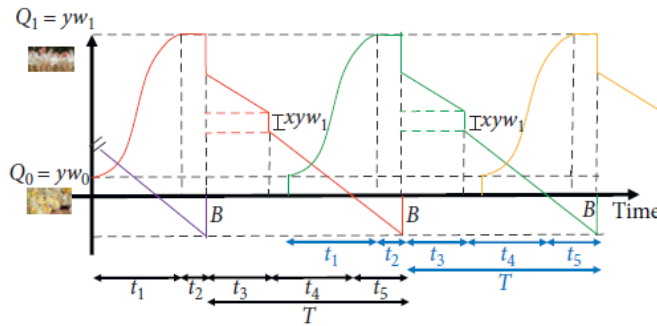 Q₁ = yw₁
xyw₁ xyw₁
Q₀ = yw₀
B B B Time
t₁ t₂ t₃ t₄ t₅
t₁ t₂ t₃ t₄ t₅ T
T